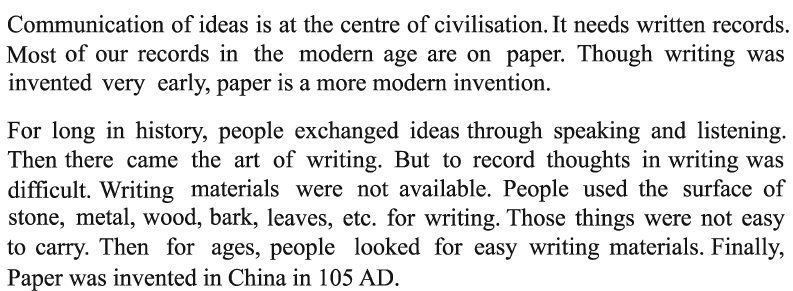 Communication of ideas is at the centre of civilisation. It needs written records.
Most of our records in the modern age are on paper. Though writing was
invented very early, paper is a more modern invention.
For long in history, people exchanged ideas through speaking and listening.
Then there came the art of writing. But to record thoughts in writing was
difficult. Writing materials were not available. People used the surface of
stone, metal, wood, bark, leaves, etc. for writing. Those things were not easy
to carry. Then for ages, people looked for easy writing materials. Finally,
Paper was invented in China in 105 AD.